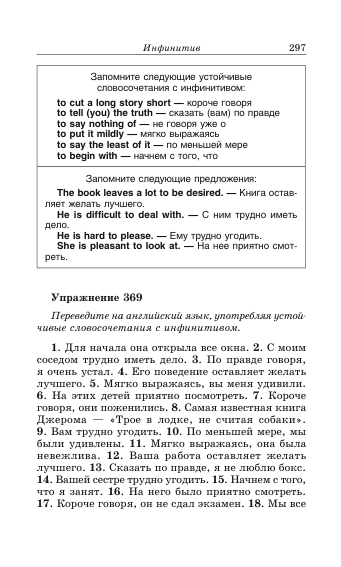 Инфинитив 297
Запомните следующие устойчивые
словосочетания с инфинитивом:
to cut a long story short — короче говоря
to tell (you) the truth — сказать (вам) по правде
to say nothing of — не говоря уже о
to put it mildly — мягко выражаясь
to say the least of it — по меньшей мере
to begin with — начнем с того, что
Запомните следующие предложения:
The book leaves a lot to be desired. — Книга остав-
ляет желать лучшего.
He is difficult to deal with. — С ним трудно иметь
дело.
He is hard to please. — Ему трудно угодить.
She is pleasant to look at. — На нее приятно смот-
реть.
Упражнение 369
Переведите на английский язык, употребляя устой-
чивые словосочетания с инфинитивом.
1. Для начала она открыла все окна. 2. С моим
соседом трудно иметь дело. 3. По правде говоря,
я очень устал. 4. Его поведение оставляет желать
лучшего. 5. Мягко выражаясь, вы меня удивили.
6. На этих детей приятно посмотреть. 7. Короче
говоря, они поженились. 8. Самая известная книга
Джерома — «Трое в лодке, не считая собаки».
9. Вам трудно угодить. 10. По меньшей мере, мы
были удивлены. 11. Мягко выражаясь, она была
невежлива. 12. Ваша работа оставляет желать
лучшего. 13. Сказать по правде, я не люблю бокс.
14. Вашей сестре трудно угодить. 15. Начнем с того,
что я занят. 16. На него было приятно смотреть.
17. Короче говоря, он не сдал экзамен. 18. Мы все